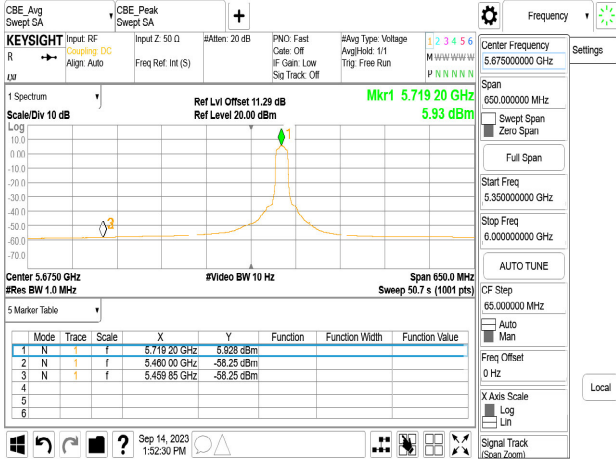 CBE_Avg
Swept SA
CBE_Peak
Swept SA
Frequency
KEYSIGHT
R
Input: RF
Coupling: DC
Align: Auto
Input Z: 50 Ω
Freq Ref: Int (S)
#Atten: 20 dB
PNO: Fast
Gate: Off
IF Gain: Low
Sig Track: Off
#Avg Type: Voltage
Avg|Hold: 1/1
Trig: Free Run
1 2 3 4 5 6
M W W W W W
P N N N N N
1 Spectrum
Scale/Div 10 dB
Ref Lvl Offset 11.29 dB
Ref Level 20.00 dBm
Mkr1 5.719 20 GHz
5.93 dBm
Log
10.0
0.00
-10.0
-20.0
-30.0
-40.0
-50.0
-60.0
-70.0
1
3
Center 5.6750 GHz
#Res BW 1.0 MHz
#Video BW 10 Hz
Span 650.0 MHz
Sweep 50.7 s (1001 pts)
5 Marker Table
Mode Trace Scale X Y Function Function Width Function Value
1 N 1 f 5.719 20 GHz 5.928 dBm
2 N 1 f 5.460 00 GHz -58.25 dBm
3 N 1 f 5.459 85 GHz -58.25 dBm
4
5
6
Sep 14, 2023
1:52:30 PM
Center Frequency
5.675000000 GHz
Span
650.000000 MHz
Swept Span
Zero Span
Full Span
Start Freq
5.350000000 GHz
Stop Freq
6.000000000 GHz
AUTO TUNE
CF Step
65.000000 MHz
Auto
Man
Freq Offset
0 Hz
X Axis Scale
Log
Lin
Signal Track
(Span Zoom)
Settings
Local